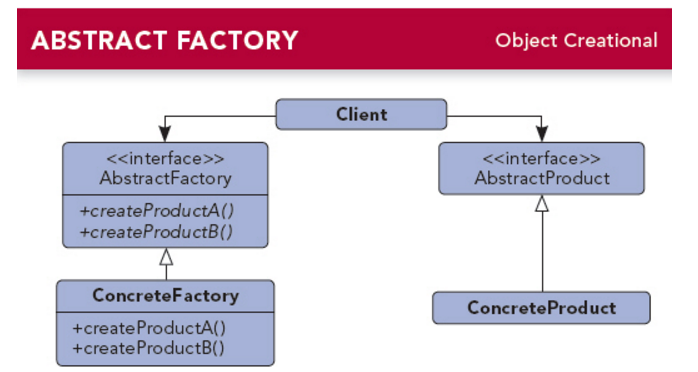 ABSTRACT FACTORY
Object Creational
Client
<<interface>>
AbstractFactory
+createProductA()
+createProductB()
<<interface>>
AbstractProduct
ConcreteFactory
+createProductA()
+createProductB()
ConcreteProduct